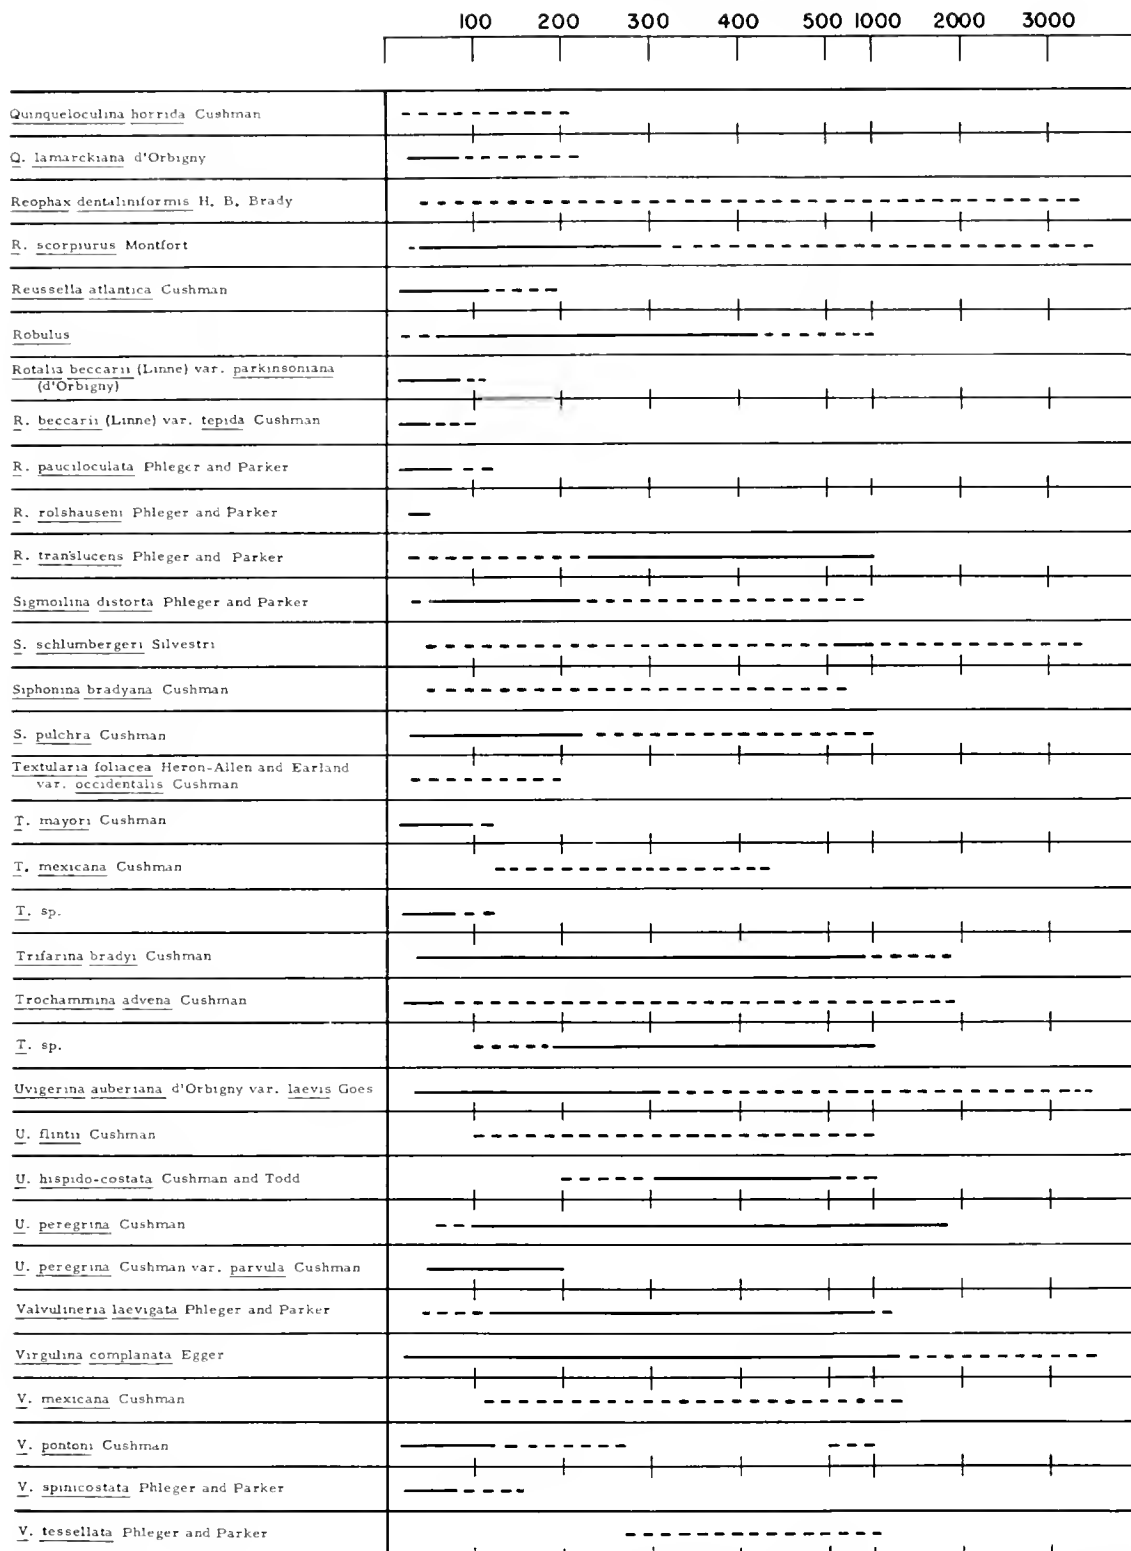 100 200 300 400 500 1000 2000 3000
Quinqueloculina horrida Cushman
Q. lamarckiana d'Orbigny
Reophax dentaliniformis H. B. Brady
R. scorpiurus Montfort
Reussella atlantica Cushman
Robulus
Rotalia beccarii (Linne) var. parkinsoniana
(d'Orbigny)
R. beccarii (Linne) var. tepida Cushman
R. pauciloculata Phleger and Parker
R. rolshauseni Phleger and Parker
R. translucens Phleger and Parker
Sigmoilina distorta Phleger and Parker
S. schlumbergeri Silvestri
Siphonina bradyana Cushman
S. pulchra Cushman
Textularia foliacea Heron-Allen and Earland
var. occidentalis Cushman
T. mayori Cushman
T. mexicana Cushman
T. sp.
Trifarina bradyi Cushman
Trochammina advena Cushman
T. sp.
Uvigerina auberiana d'Orbigny var. laevis Goes
U. flintii Cushman
U. hispido-costata Cushman and Todd
U. peregrina Cushman
U. peregrina Cushman var. parvula Cushman
Valvulineria laevigata Phleger and Parker
Virgulina complanata Egger
V. mexicana Cushman
V. pontoni Cushman
V. spinicostata Phleger and Parker
V. tessellata Phleger and Parker